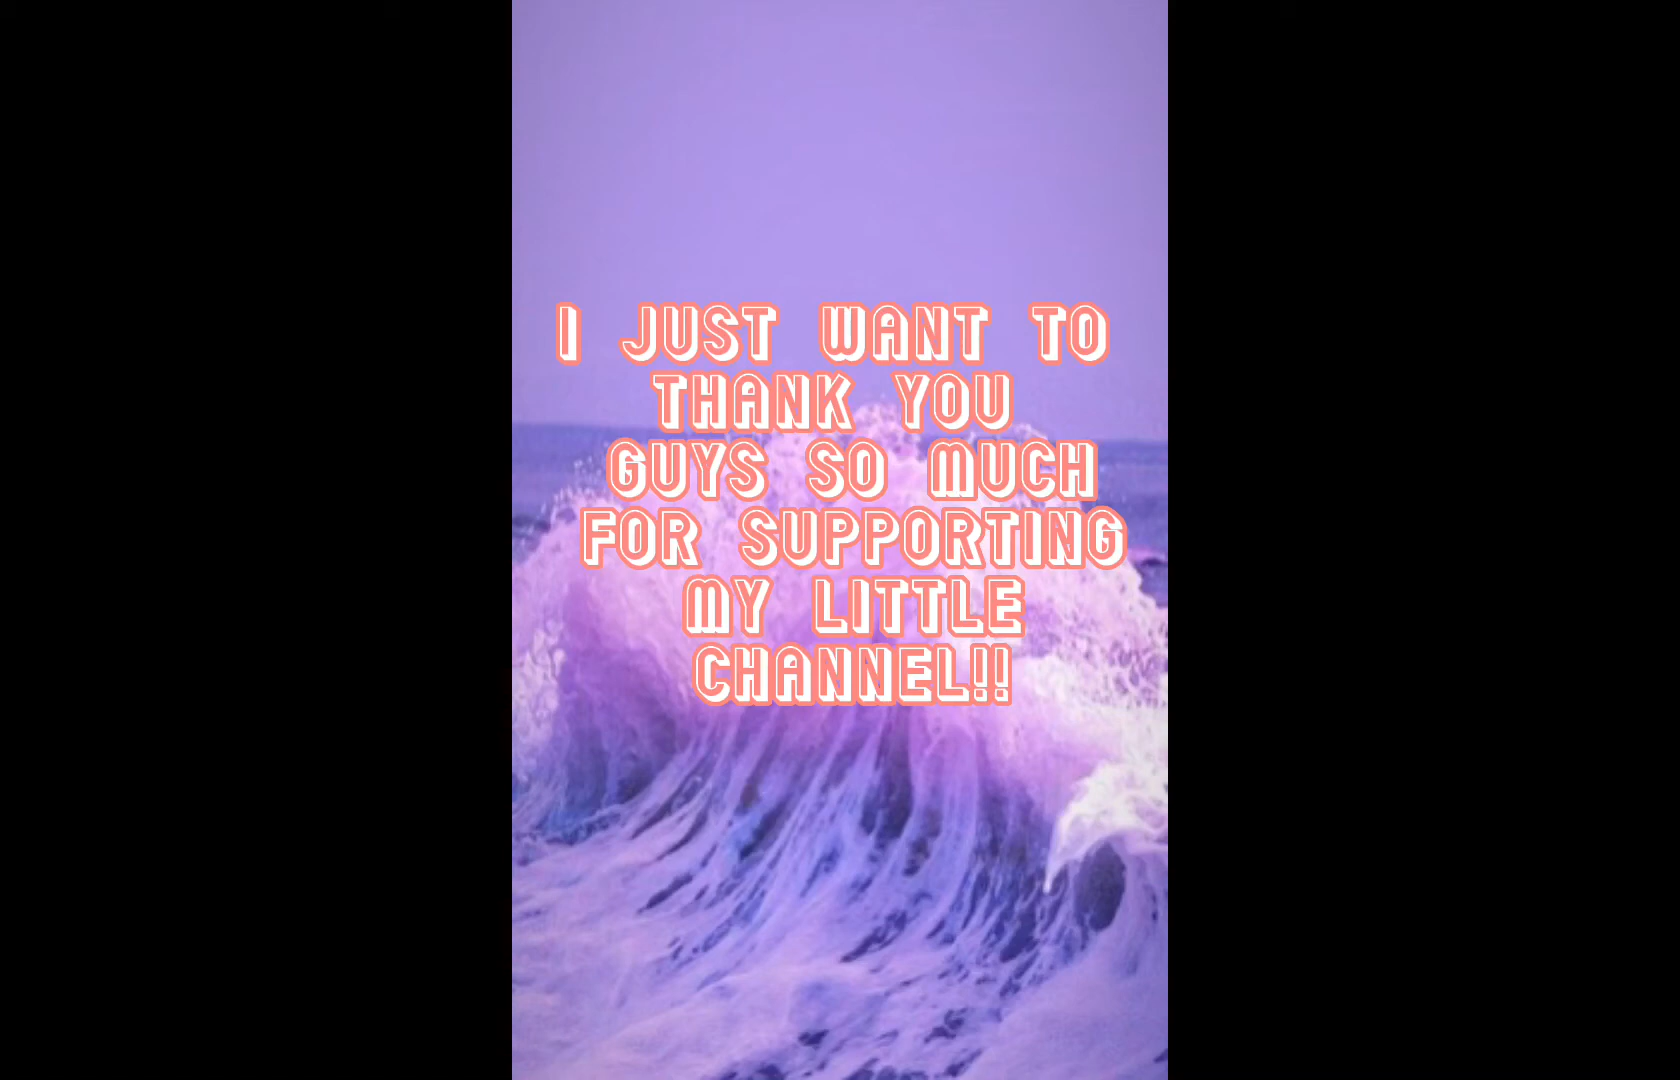 I JUST WANT TO
THANK YOU
GUYS SO MUCH
FOR SUPPORTING
MY LITTLE
CHANNEL!!